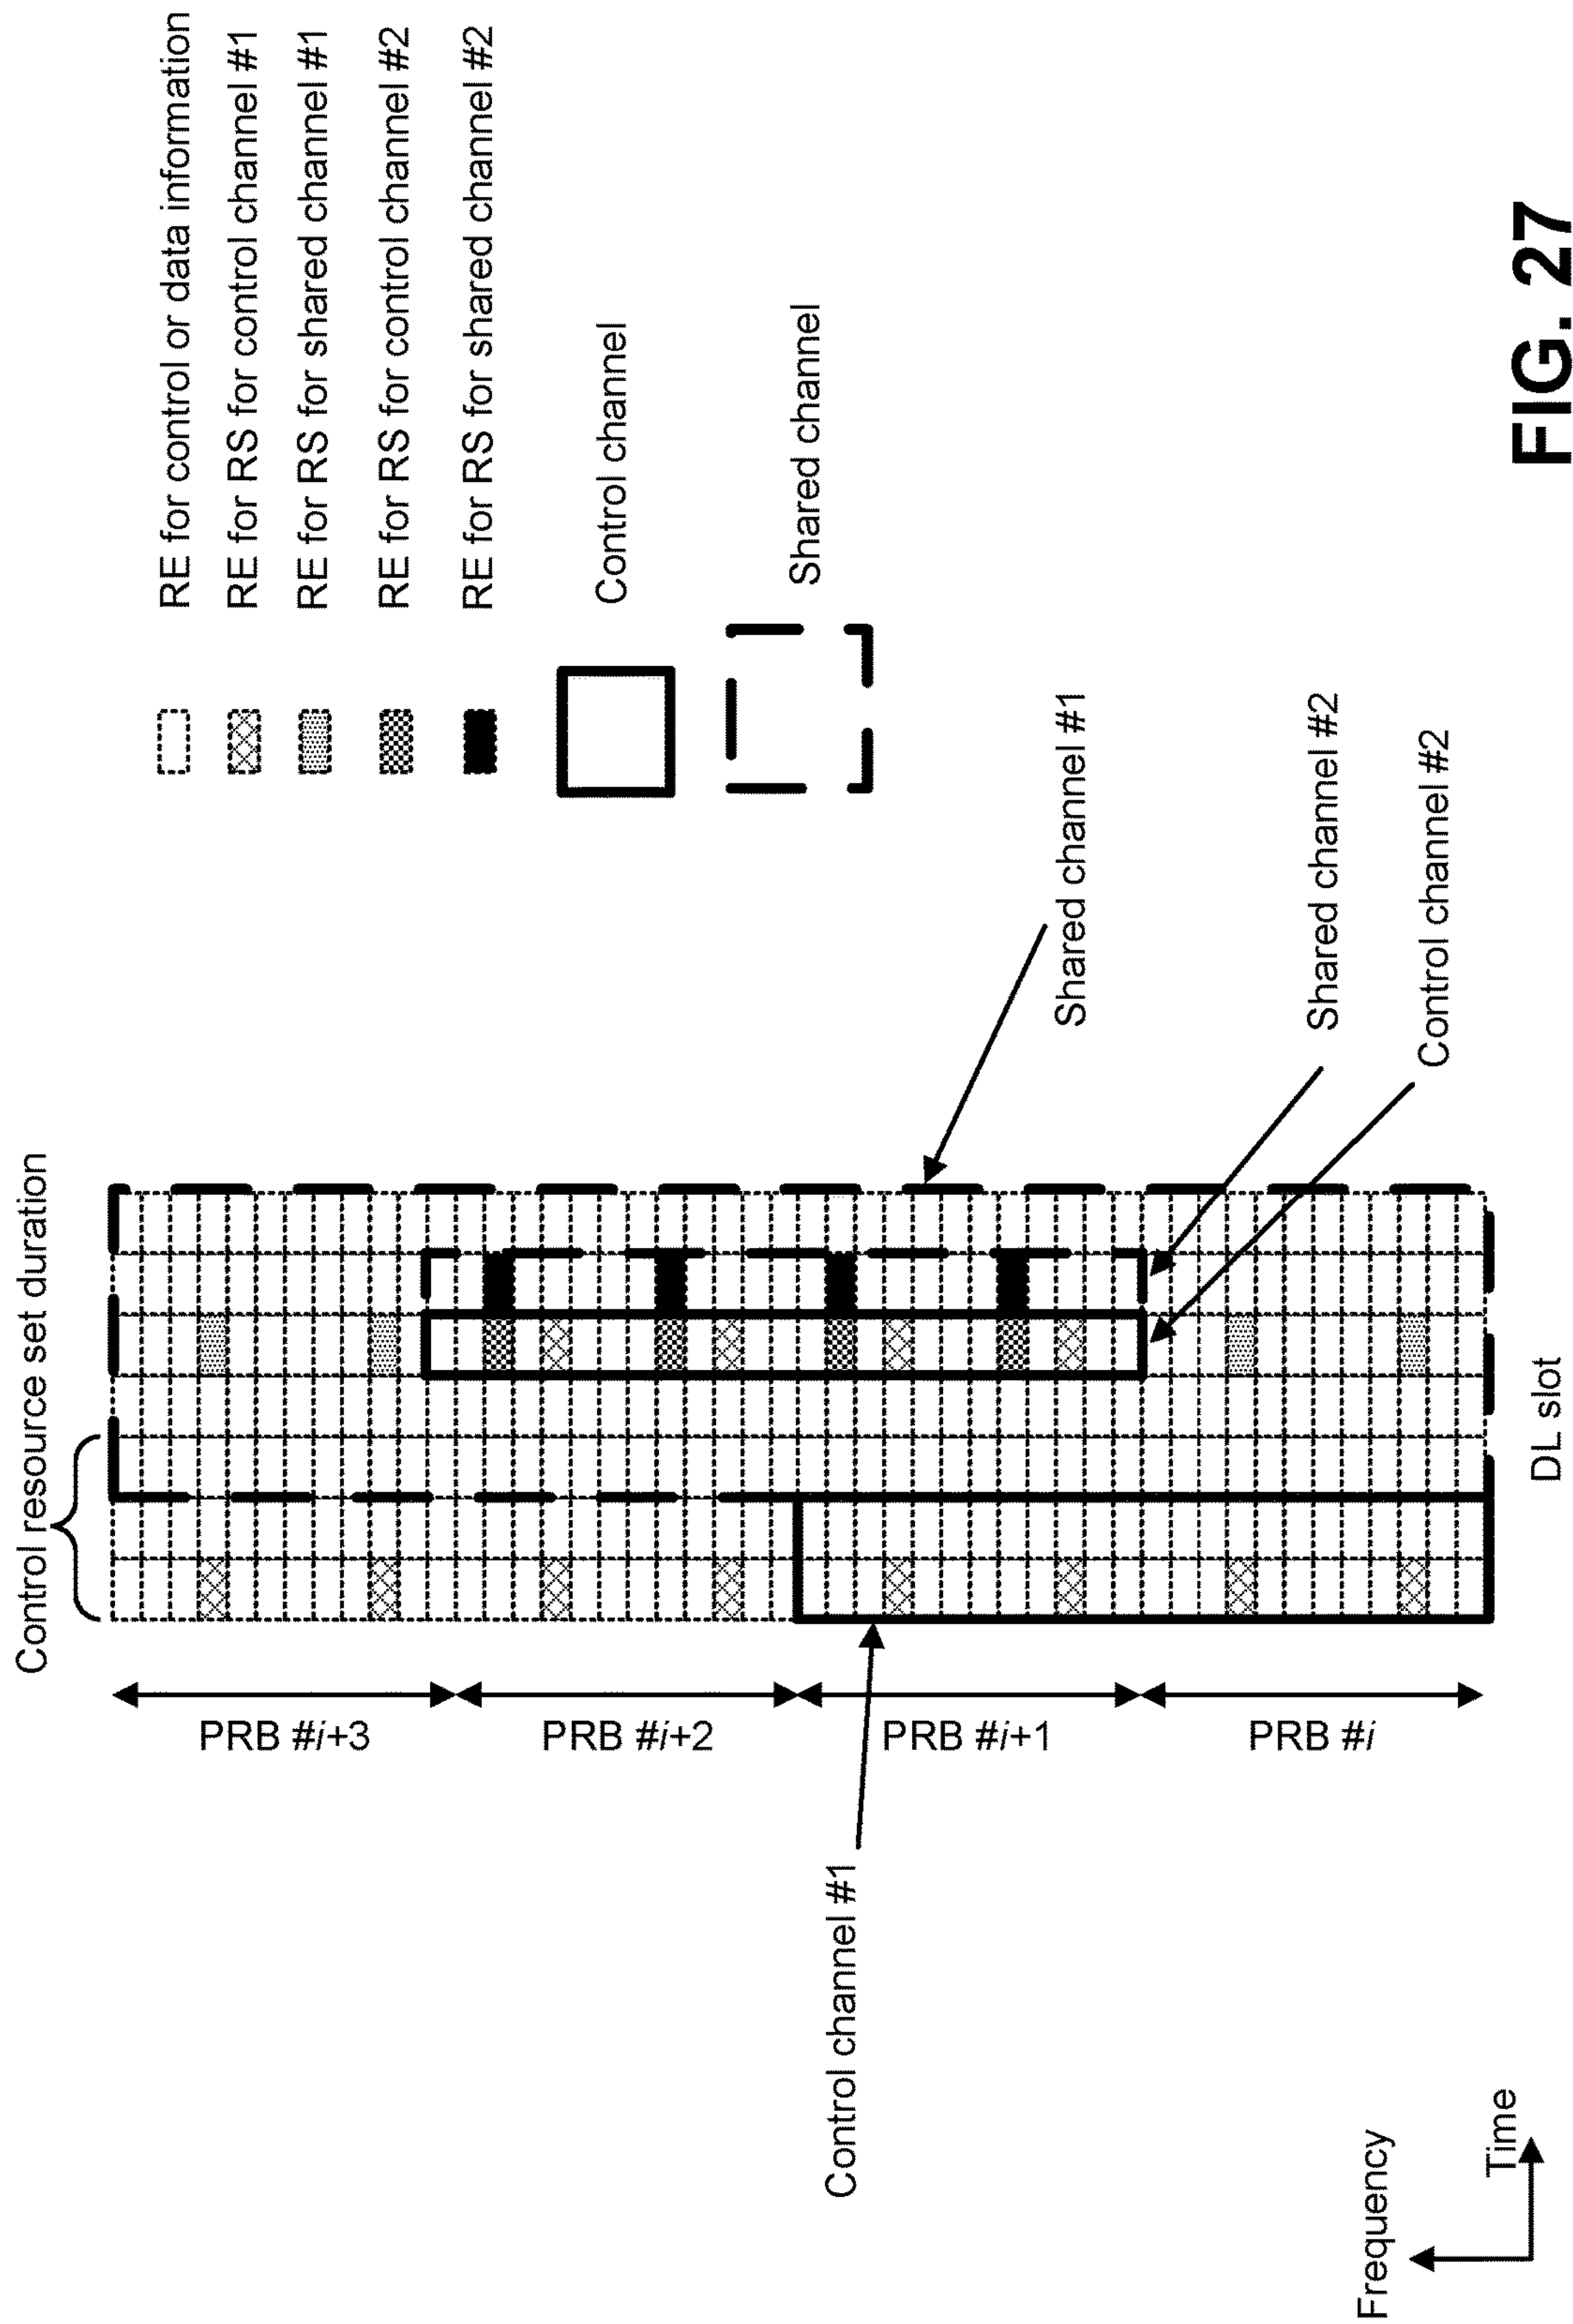 Control resource set duration
PRB #i+3
PRB #i+2
PRB #i+1
PRB #i
Control channel #1
Frequency
Time
DL slot
Shared channel #1
Shared channel #2
Control channel #2
RE for control or data information
RE for RS for control channel #1
RE for RS for shared channel #1
RE for RS for control channel #2
RE for RS for shared channel #2
Control channel
Shared channel
FIG. 27